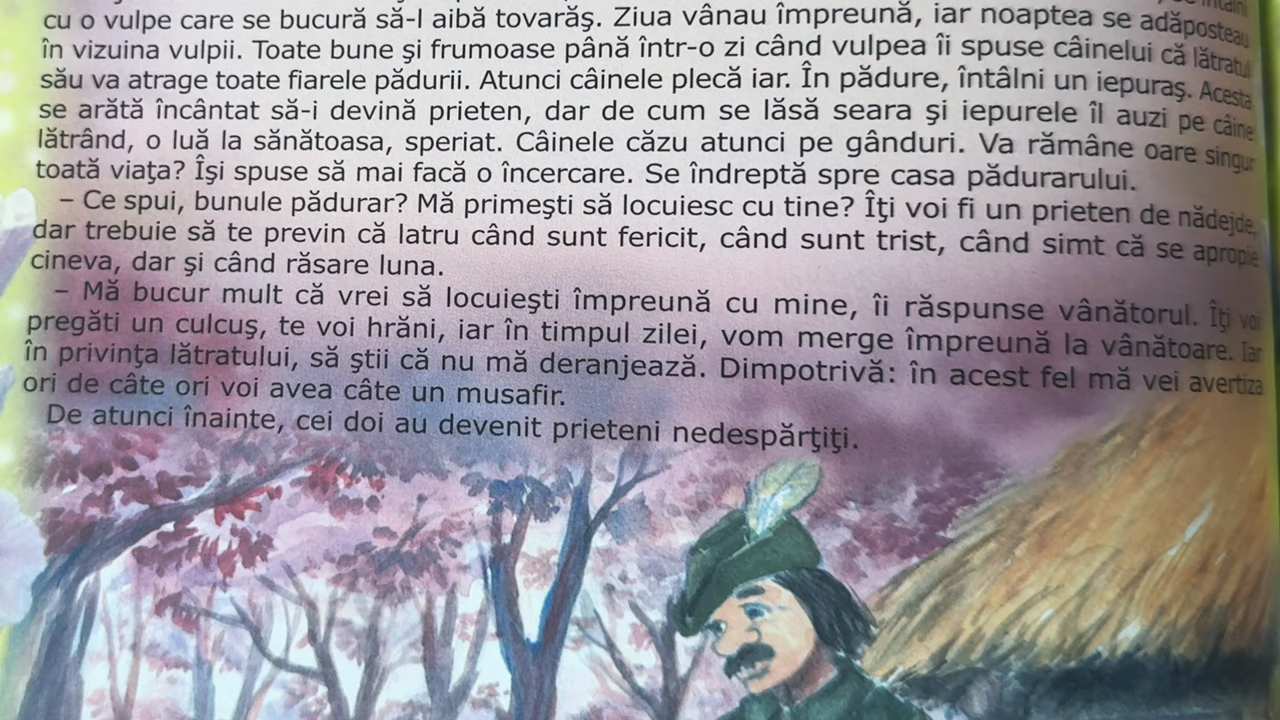 cu o vulpe care se bucură să-l aibă tovarăş. Ziua vânau împreună, iar noaptea se adăposteau
în vizuina vulpii. Toate bune şi frumoase până într-o zi când vulpea îi spuse câinelui că lătratul
său va atrage toate fiarele pădurii. Atunci câinele plecă iar. În pădure, întâlni un iepuraş. Acesta
se arătă încântat să-i devină prieten, dar de cum se lăsă seara şi iepurele îl auzi pe câine
lătrând, o luă la sănătoasa, speriat. Câinele căzu atunci pe gânduri. Va rămâne oare singur
toată viaţa? Îşi spuse să mai facă o încercare. Se îndreptă spre casa pădurarului.
– Ce spui, bunule pădurar? Mă primeşti să locuiesc cu tine? Îţi voi fi un prieten de nădejde,
dar trebuie să te previn că latru când sunt fericit, când sunt trist, când simt că se apropie
cineva, dar şi când răsare luna.
– Mă bucur mult că vrei să locuieşti împreună cu mine, îi răspunse vânătorul. Îţi voi
pregăti un culcuş, te voi hrăni, iar în timpul zilei, vom merge împreună la vânătoare. Iar
în privinţa lătratului, să ştii că nu mă deranjează. Dimpotrivă: în acest fel mă vei avertiza
ori de câte ori voi avea câte un musafir.
De atunci înainte, cei doi au devenit prieteni nedespărţiţi.